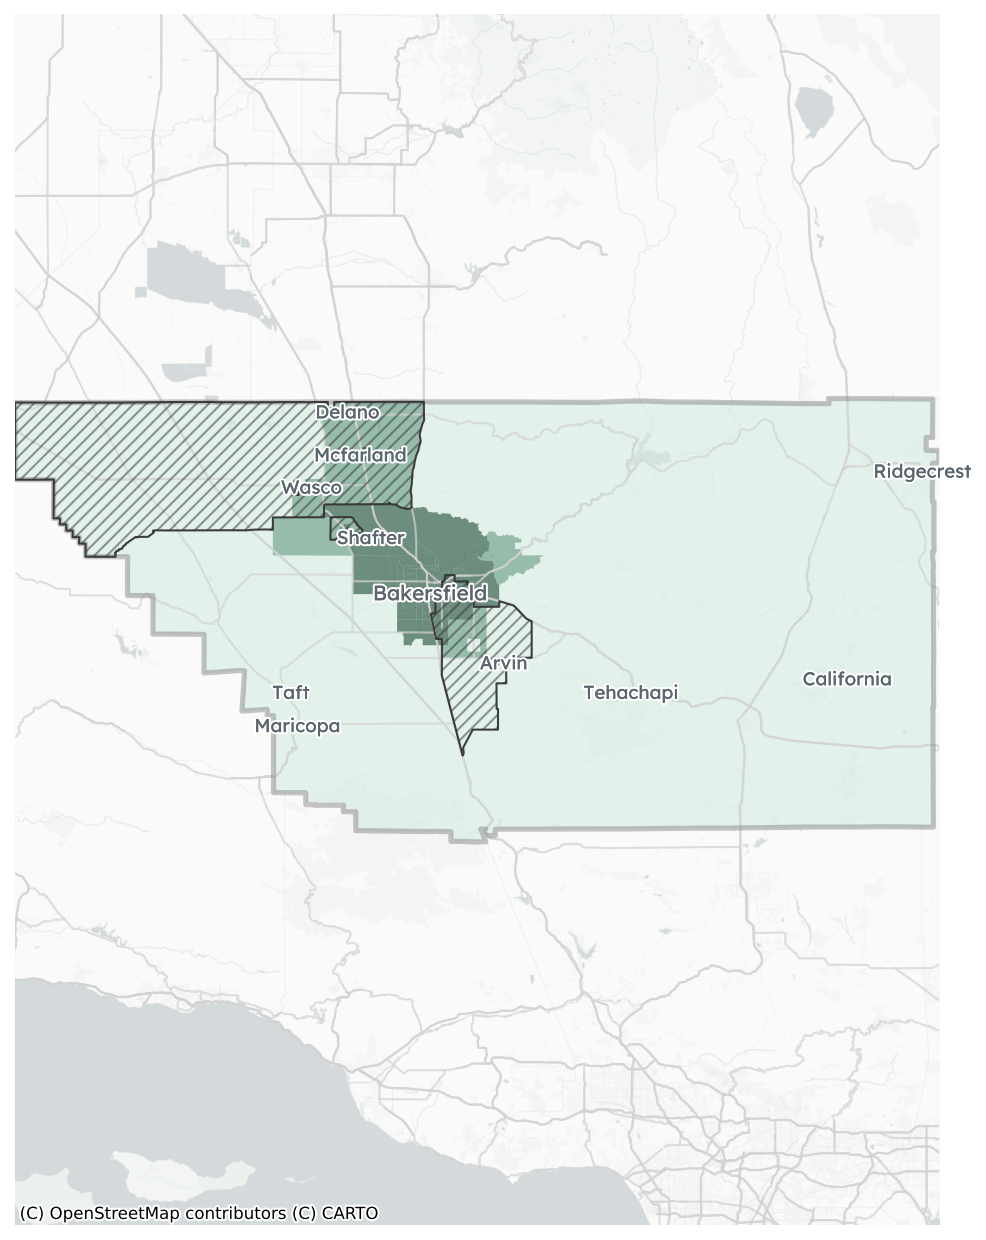 Delano
Mcfarland
Ridgecrest
Wasco
Shafter
Bakersfield
Arvin
California
Taft
Tehachapi
Maricopa
(C) OpenStreetMap contributors (C) CARTO